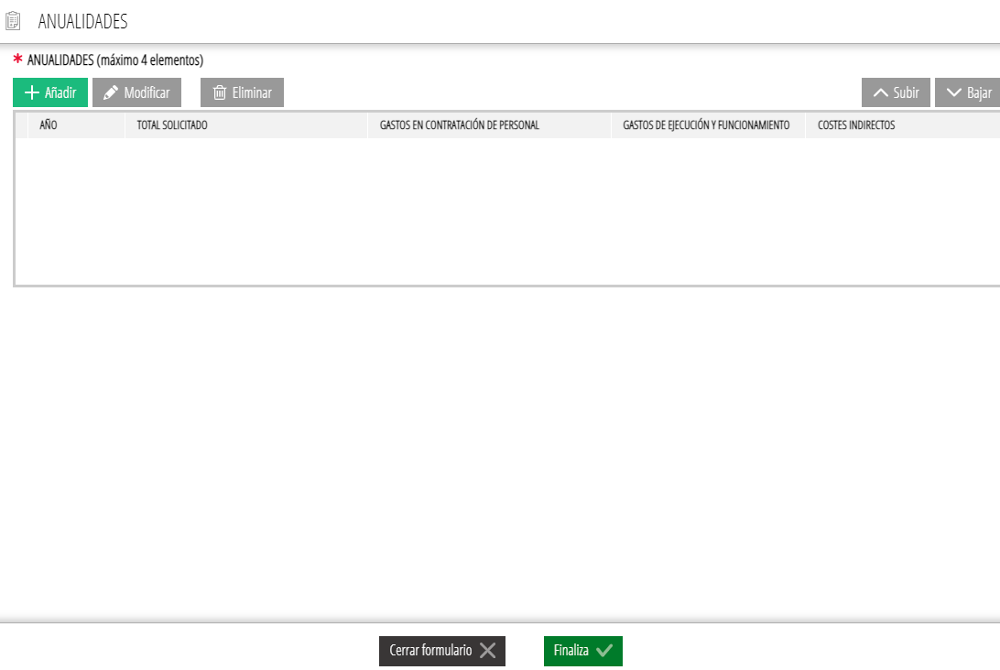 ANUALIDADES
* ANUALIDADES (máximo 4 elementos)
Añadir Modificar Eliminar Subir Bajar
AÑO TOTAL SOLICITADO GASTOS EN CONTRATACIÓN DE PERSONAL GASTOS DE EJECUCIÓN Y FUNCIONAMIENTO COSTES INDIRECTOS
Cerrar formulario Finaliza